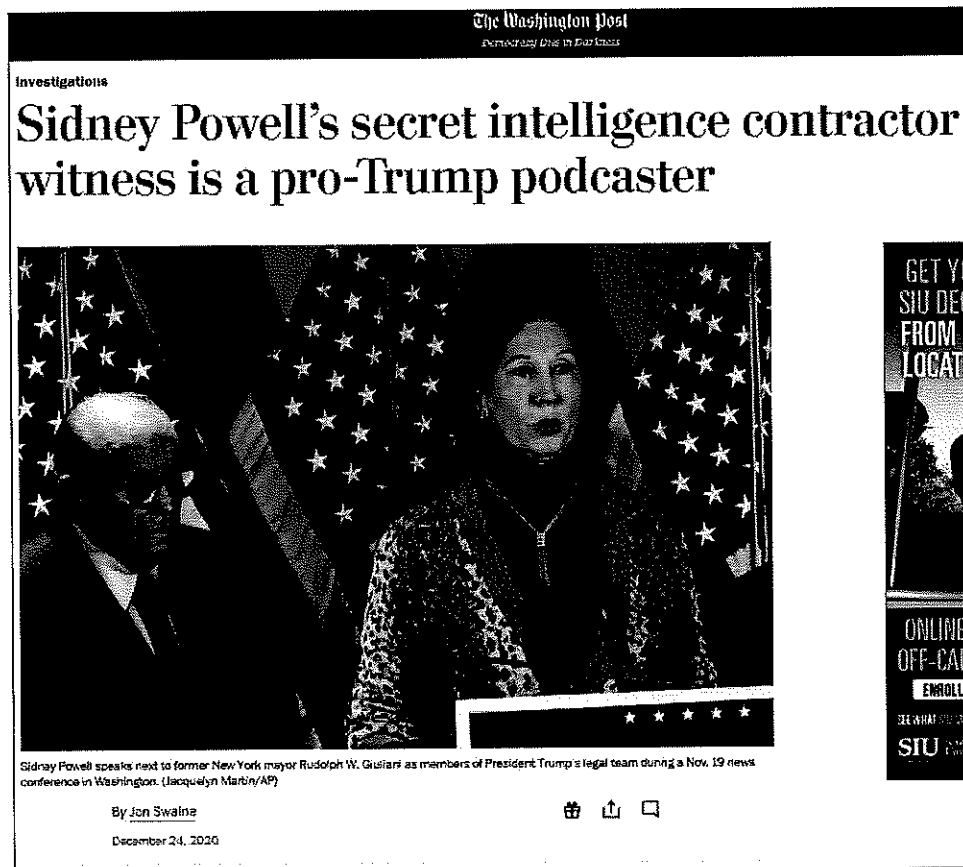 The Washington Post
Democracy Dies in Darkness
Investigations
Sidney Powell's secret intelligence contractor
witness is a pro-Trump podcaster
GET Y
SIU DE
FROM
LOCAT
ONLINE
OFF-CA
ENROLL
SEE WHAT
SIU
Sidney Powell speaks next to former New York mayor Rudolph W. Giuliani as members of President Trump's legal team during a Nov. 19 news
conference in Washington. (Jacquelyn Martin/AP)
By Jon Swaine
December 24, 2020